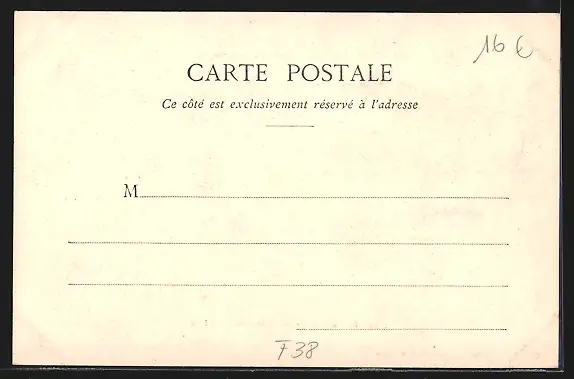 16 €
CARTE POSTALE
Ce côté est exclusivement réservé à l'adresse
M
F38